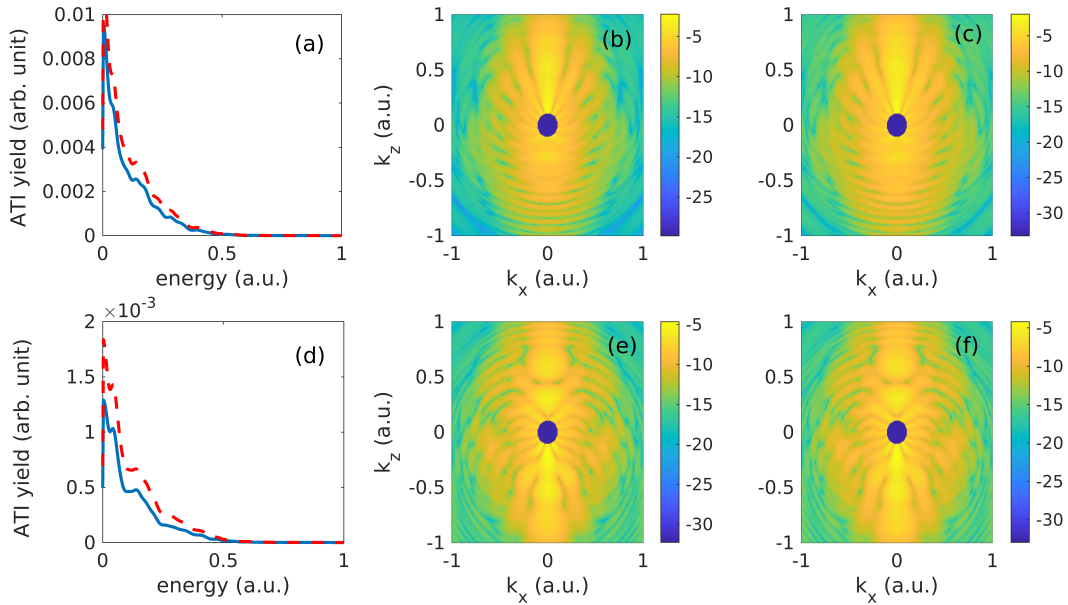 0.01
0.008
0.006
0.004
0.002
0
0 0.5 1
energy (a.u.)
ATI yield (arb. unit)
(a)
1
0.5
0
-0.5
-1
-1 0 1
k_x (a.u.)
k_z (a.u.)
(b)
-5
-10
-15
-20
-25
1
0.5
0
-0.5
-1
-1 0 1
k_x (a.u.)
(c)
-5
-10
-15
-20
-25
-30
×10^-3
2
1.5
1
0.5
0
0 0.5 1
energy (a.u.)
ATI yield (arb. unit)
(d)
1
0.5
0
-0.5
-1
-1 0 1
k_x (a.u.)
k_z (a.u.)
(e)
-5
-10
-15
-20
-25
-30
1
0.5
0
-0.5
-1
-1 0 1
k_x (a.u.)
(f)
-5
-10
-15
-20
-25
-30